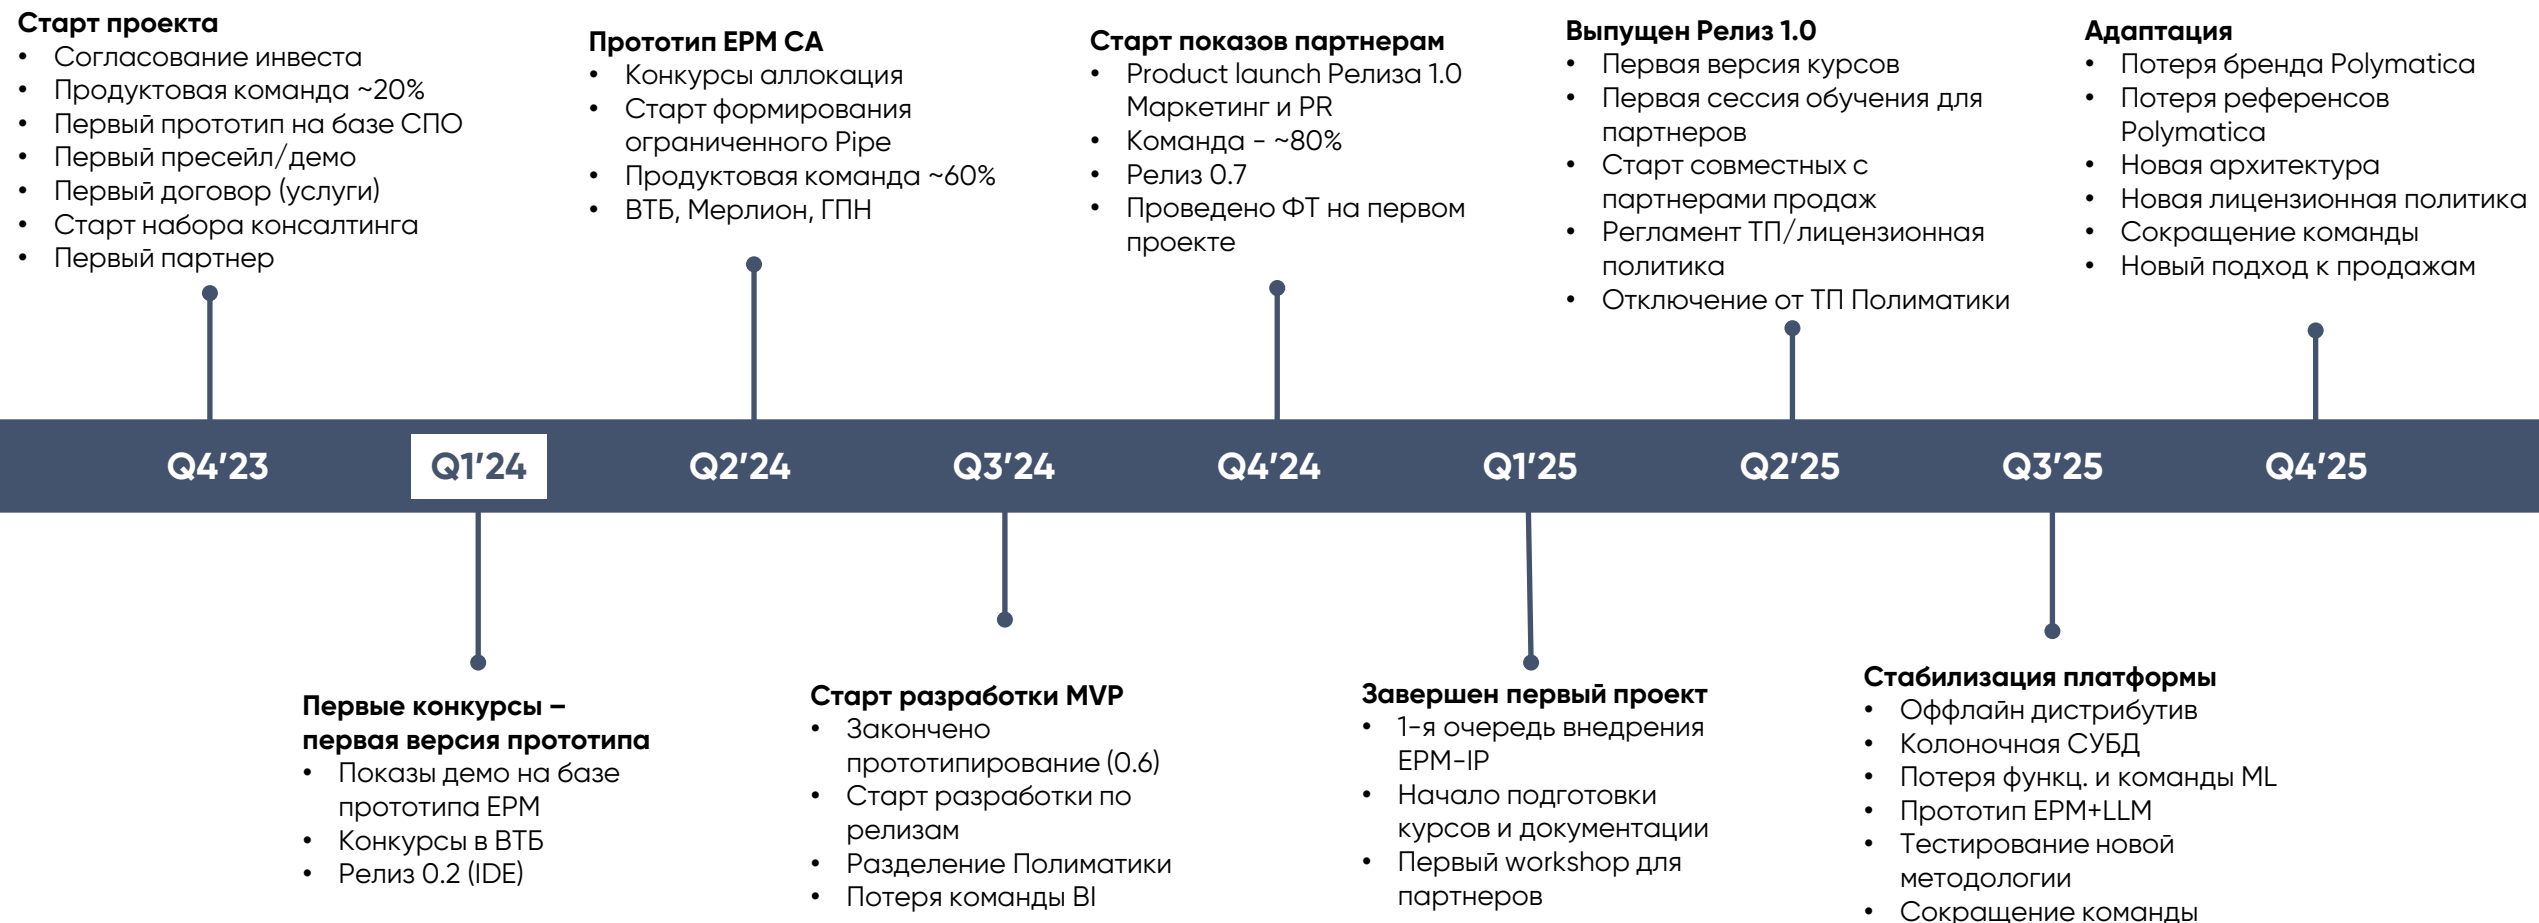 Старт проекта
• Согласование инвеста
• Продуктовая команда ~20%
• Первый прототип на базе СПО
• Первый пресейл/демо
• Первый договор (услуги)
• Старт набора консалтинга
• Первый партнер
Прототип EPM CA
• Конкурсы аллокация
• Старт формирования
ограниченного Pipe
• Продуктовая команда ~60%
• ВТБ, Мерлион, ГПН
Старт показов партнерам
• Product launch Релиза 1.0
Маркетинг и PR
• Команда - ~80%
• Релиз 0.7
• Проведено ФТ на первом
проекте
Выпущен Релиз 1.0
• Первая версия курсов
• Первая сессия обучения для
партнеров
• Старт совместных с
партнерами продаж
• Регламент ТП/лицензионная
политика
• Отключение от ТП Полиматики
Адаптация
• Потеря бренда Polymatica
• Потеря референсов
Polymatica
• Новая архитектура
• Новая лицензионная политика
• Сокращение команды
• Новый подход к продажам
Q4’23
Q1’24
Q2’24
Q3’24
Q4’24
Q1’25
Q2’25
Q3’25
Q4’25
Первые конкурсы –
первая версия прототипа
• Показы демо на базе
прототипа EPM
• Конкурсы в ВТБ
• Релиз 0.2 (IDE)
Старт разработки MVP
• Закончено
прототипирование (0.6)
• Старт разработки по
релизам
• Разделение Полиматики
• Потеря команды BI
Завершен первый проект
• 1-я очередь внедрения
EPM-IP
• Начало подготовки
курсов и документации
• Первый workshop для
партнеров
Стабилизация платформы
• Оффлайн дистрибутив
• Колоночная СУБД
• Потеря функц. и команды ML
• Прототип EPM+LLM
• Тестирование новой
методологии
• Сокращение команды